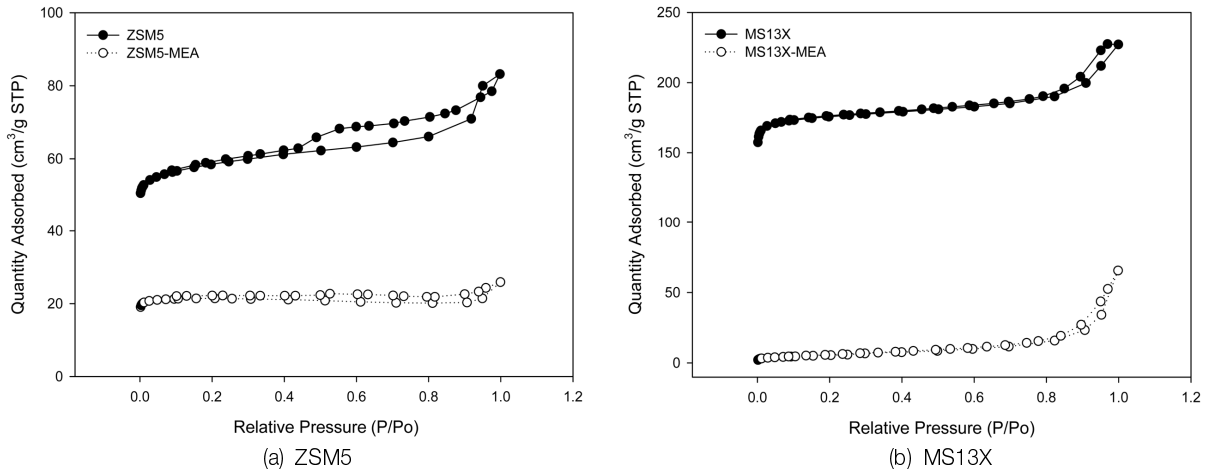 100
80
60
40
20
0
Quantity Adsorbed (cm³/g STP)
ZSM5
ZSM5-MEA
0.0 0.2 0.4 0.6 0.8 1.0 1.2
Relative Pressure (P/Po)
(a) ZSM5
250
200
150
100
50
0
Quantity Adsorbed (cm³/g STP)
MS13X
MS13X-MEA
0.0 0.2 0.4 0.6 0.8 1.0 1.2
Relative Pressure (P/Po)
(b) MS13X